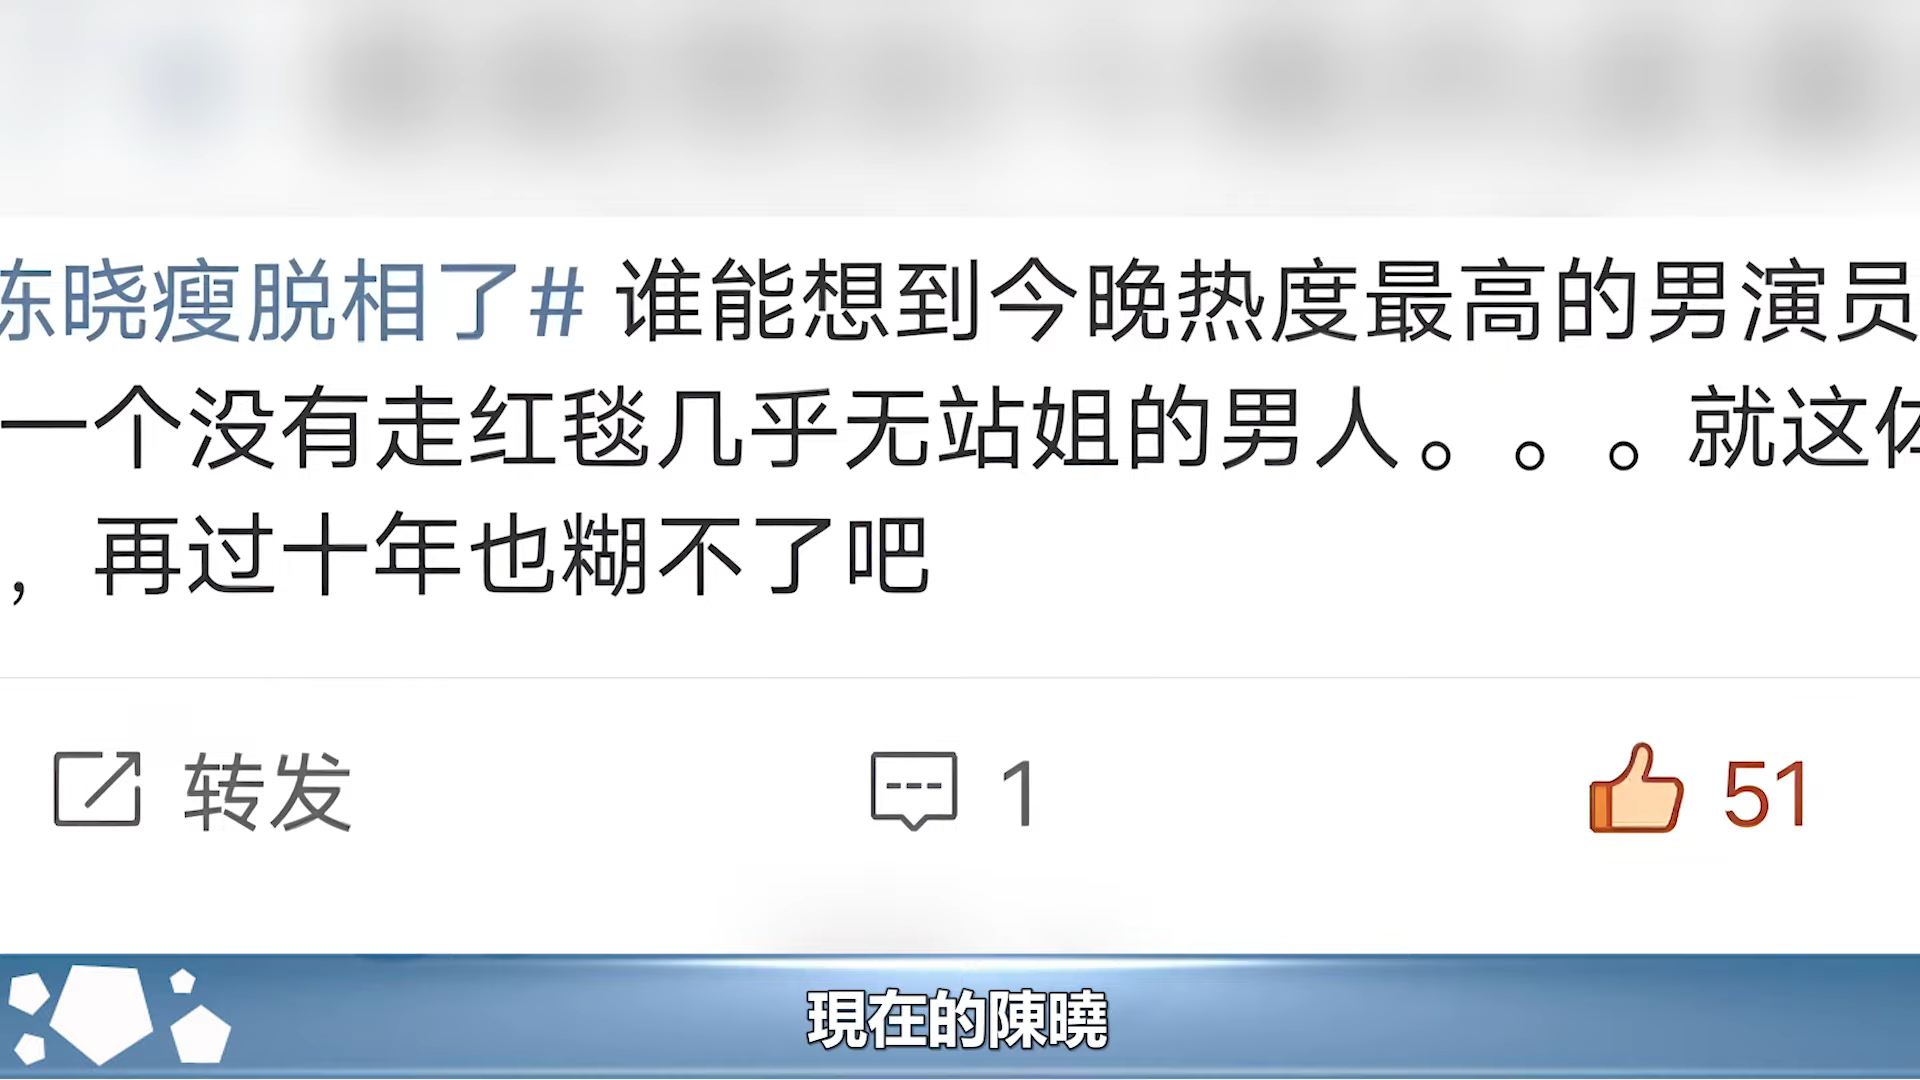 陈晓瘦脱相了# 谁能想到今晚热度最高的男演员
一个没有走红毯几乎无站姐的男人。。。就这体
，再过十年也糊不了吧
转发
1
51
現在的陳曉